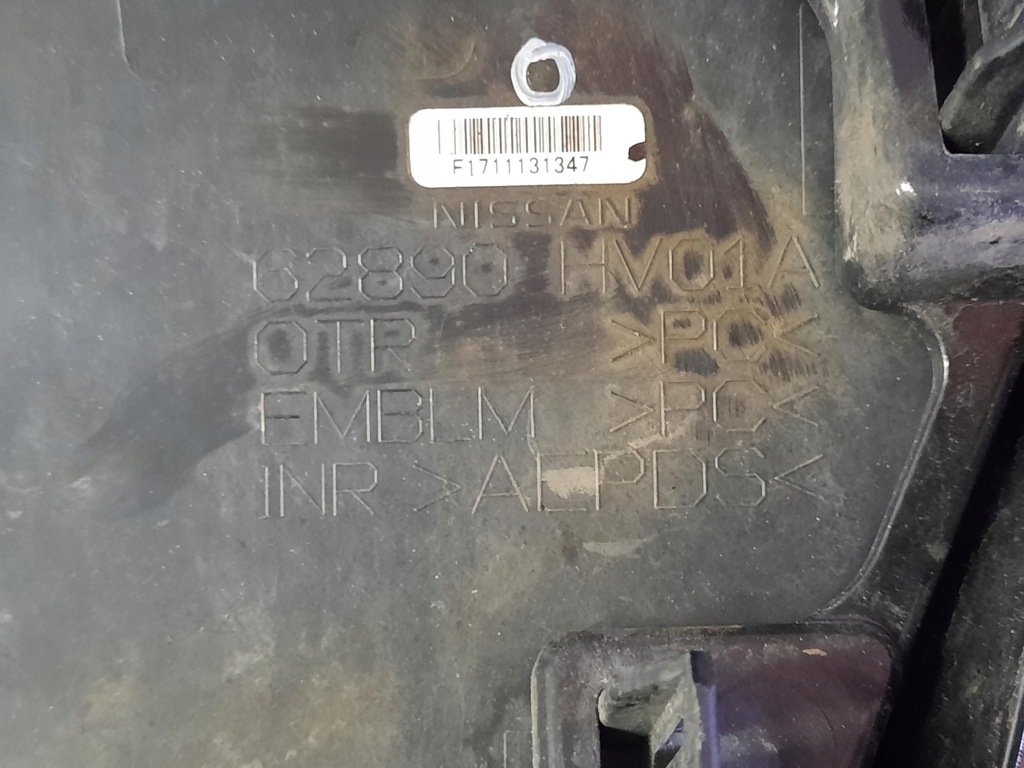 F1711131347
NISSAN
62890 HV01A
OTR >PC<
EMBLM >PC<
INR >AEPDS<